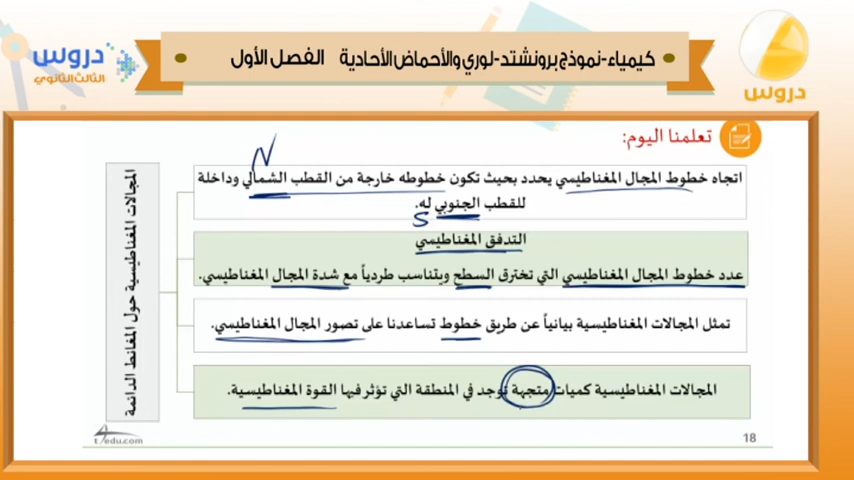 كيمياء-نموذج برونشتد-لوري والأحماض الأحادية الفصل الأول
دروس
دروس
الثالث الثانوي
تعلمنا اليوم:
N
اتجاه خطوط المجال المغناطيسي يحدد بحيث تكون خطوطه خارجة من القطب الشمالي وداخلة
للقطب الجنوبي له.
S
التدفق المغناطيسي
عدد خطوط المجال المغناطيسي التي تخترق السطح ويتناسب طردياً مع شدة المجال المغناطيسي.
تمثل المجالات المغناطيسية بيانياً عن طريق خطوط تساعدنا على تصور المجال المغناطيسي.
المجالات المغناطيسية كميات متجهة توجد في المنطقة التي تؤثر فيها القوة المغناطيسية.
المجالات المغناطيسية حول المغانط الدائمة
t4edu.com
18